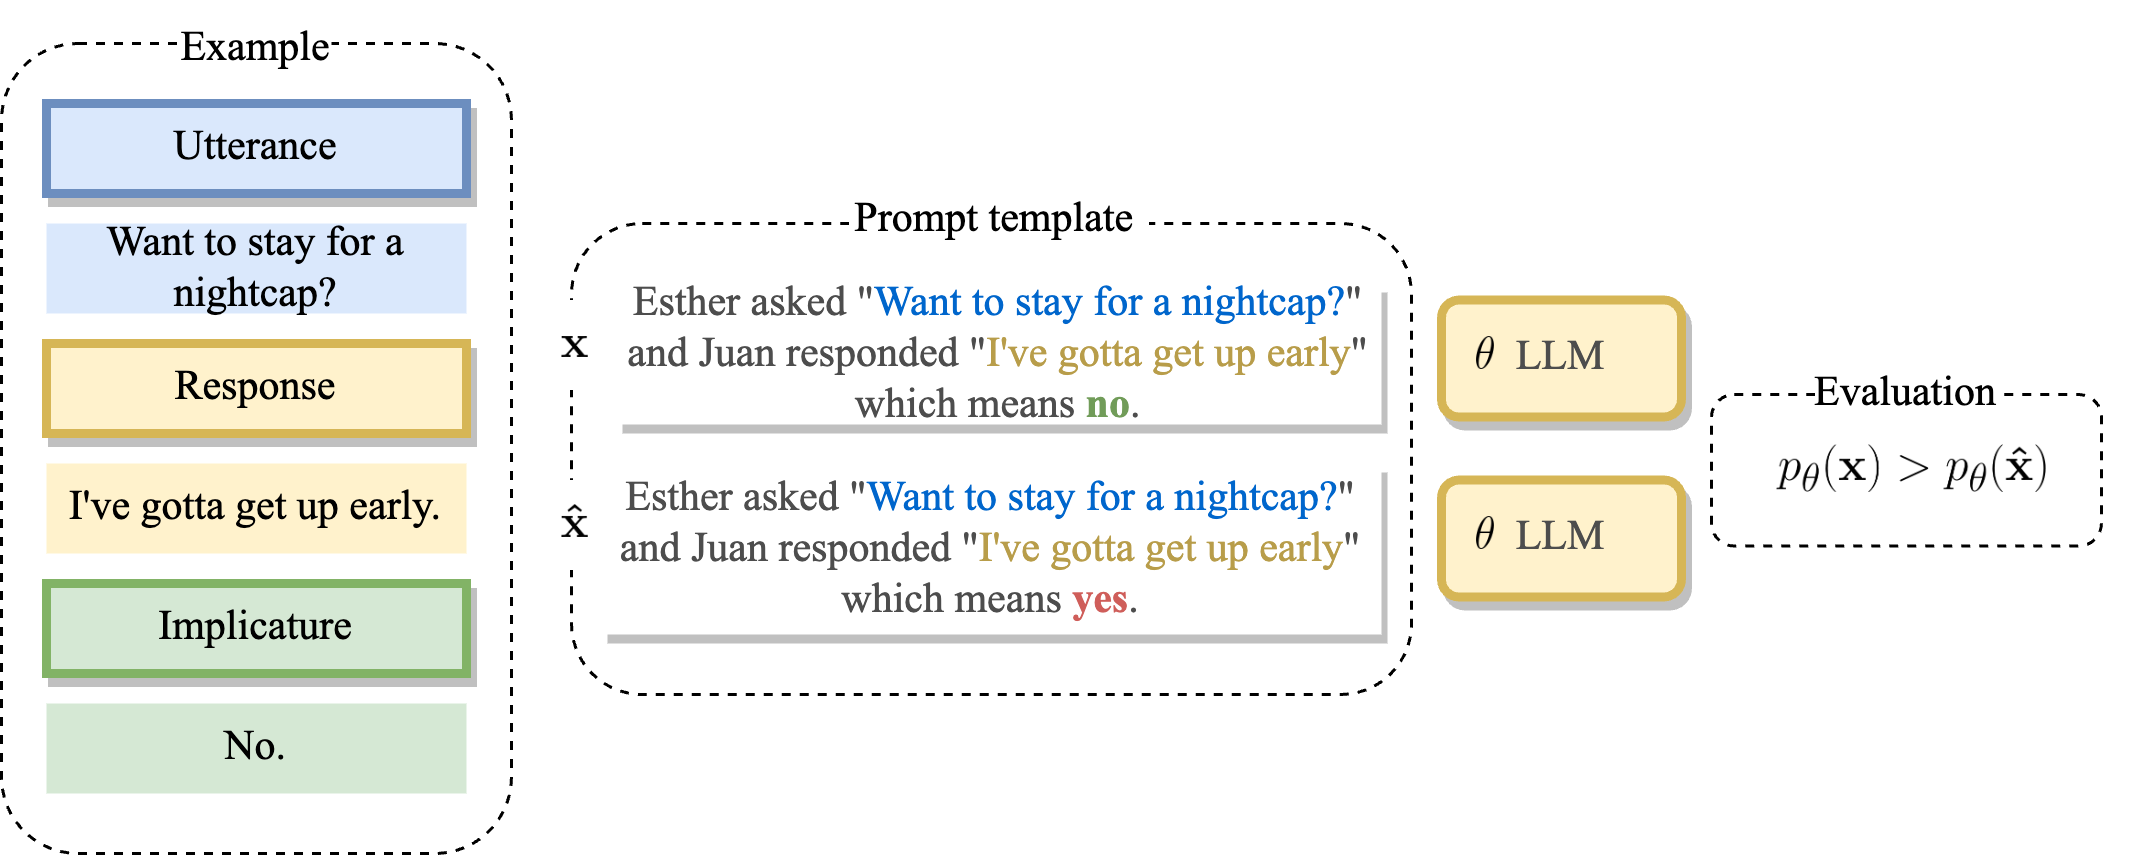 Example
Utterance
Want to stay for a
nightcap?
Response
I've gotta get up early.
Implicature
No.
Prompt template
x
Esther asked "Want to stay for a nightcap?"
and Juan responded "I've gotta get up early"
which means no.
x̂
Esther asked "Want to stay for a nightcap?"
and Juan responded "I've gotta get up early"
which means yes.
θ LLM
θ LLM
Evaluation
pθ(x) > pθ(x̂)